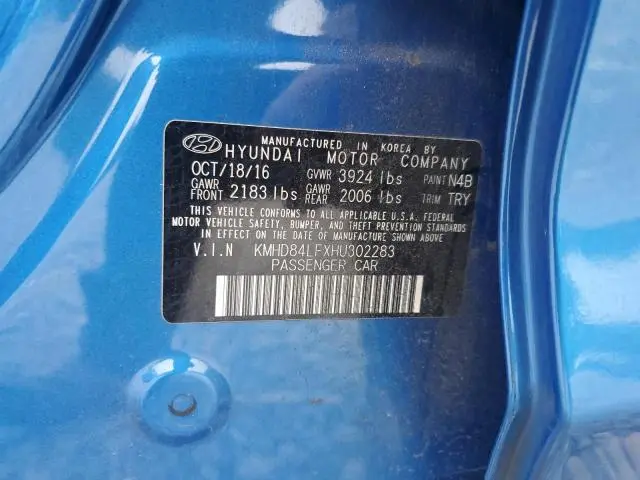 MANUFACTURED IN KOREA BY
HYUNDAI MOTOR COMPANY
OCT/18/16 GVWR 3924 lbs PAINT N4B
GAWR FRONT 2183 lbs GAWR REAR 2006 lbs TRIM TRY
THIS VEHICLE CONFORMS TO ALL APPLICABLE U.S.A. FEDERAL
MOTOR VEHICLE SAFETY, BUMPER, AND THEFT PREVENTION STANDARDS
IN EFFECT ON THE DATE OF MANUFACTURE SHOWN ABOVE.
V.I.N KMHD84LFXHU302283
PASSENGER CAR